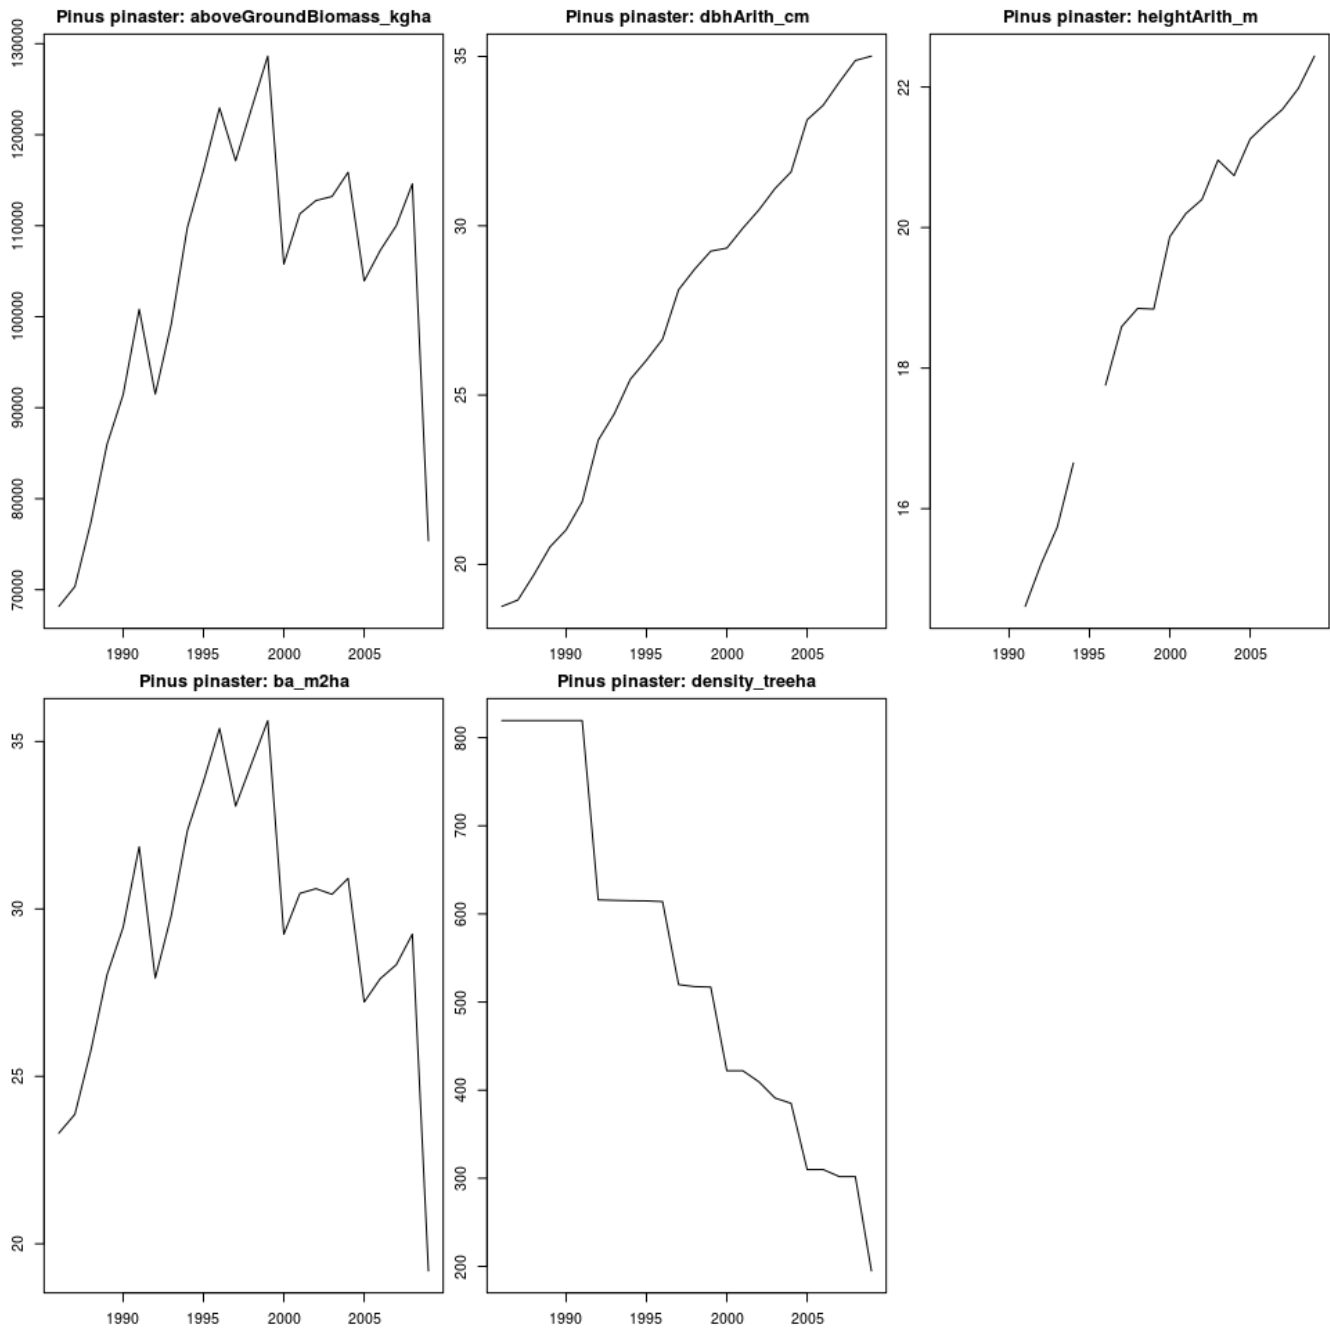 Pinus pinaster: aboveGroundBiomass_kgha
Pinus pinaster: dbhArith_cm
Pinus pinaster: heightArith_m
130000
120000
110000
100000
90000
80000
70000
1990 1995 2000 2005
35
30
25
20
1990 1995 2000 2005
22
20
18
16
1990 1995 2000 2005
Pinus pinaster: ba_m2ha
Pinus pinaster: density_treeha
35
30
25
20
1990 1995 2000 2005
800
700
600
500
400
300
200
1990 1995 2000 2005